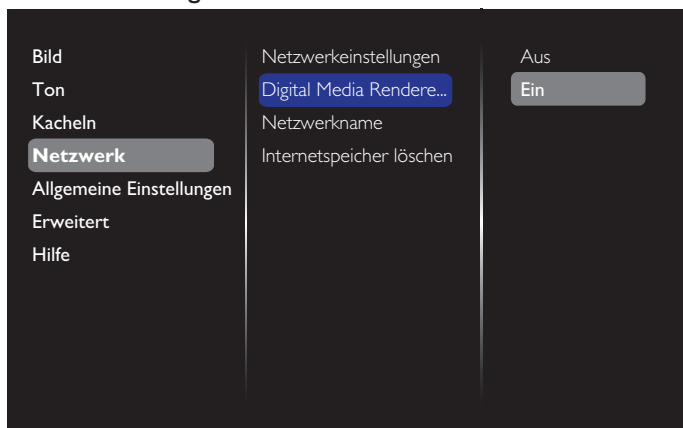 Bild
Ton
Kacheln
Netzwerk
Allgemeine Einstellungen
Erweitert
Hilfe
Netzwerkeinstellungen
Digital Media Rendere...
Netzwerkname
Internetspeicher löschen
Aus
Ein